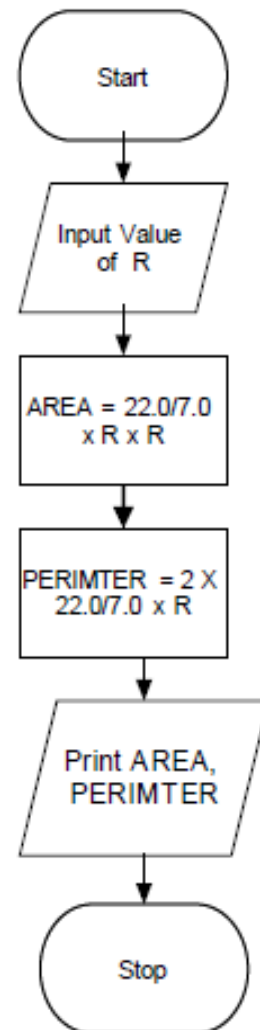 Start
Input Value
of R
AREA = 22.0/7.0
x R x R
PERIMTER = 2 X
22.0/7.0 x R
Print AREA,
PERIMTER
Stop